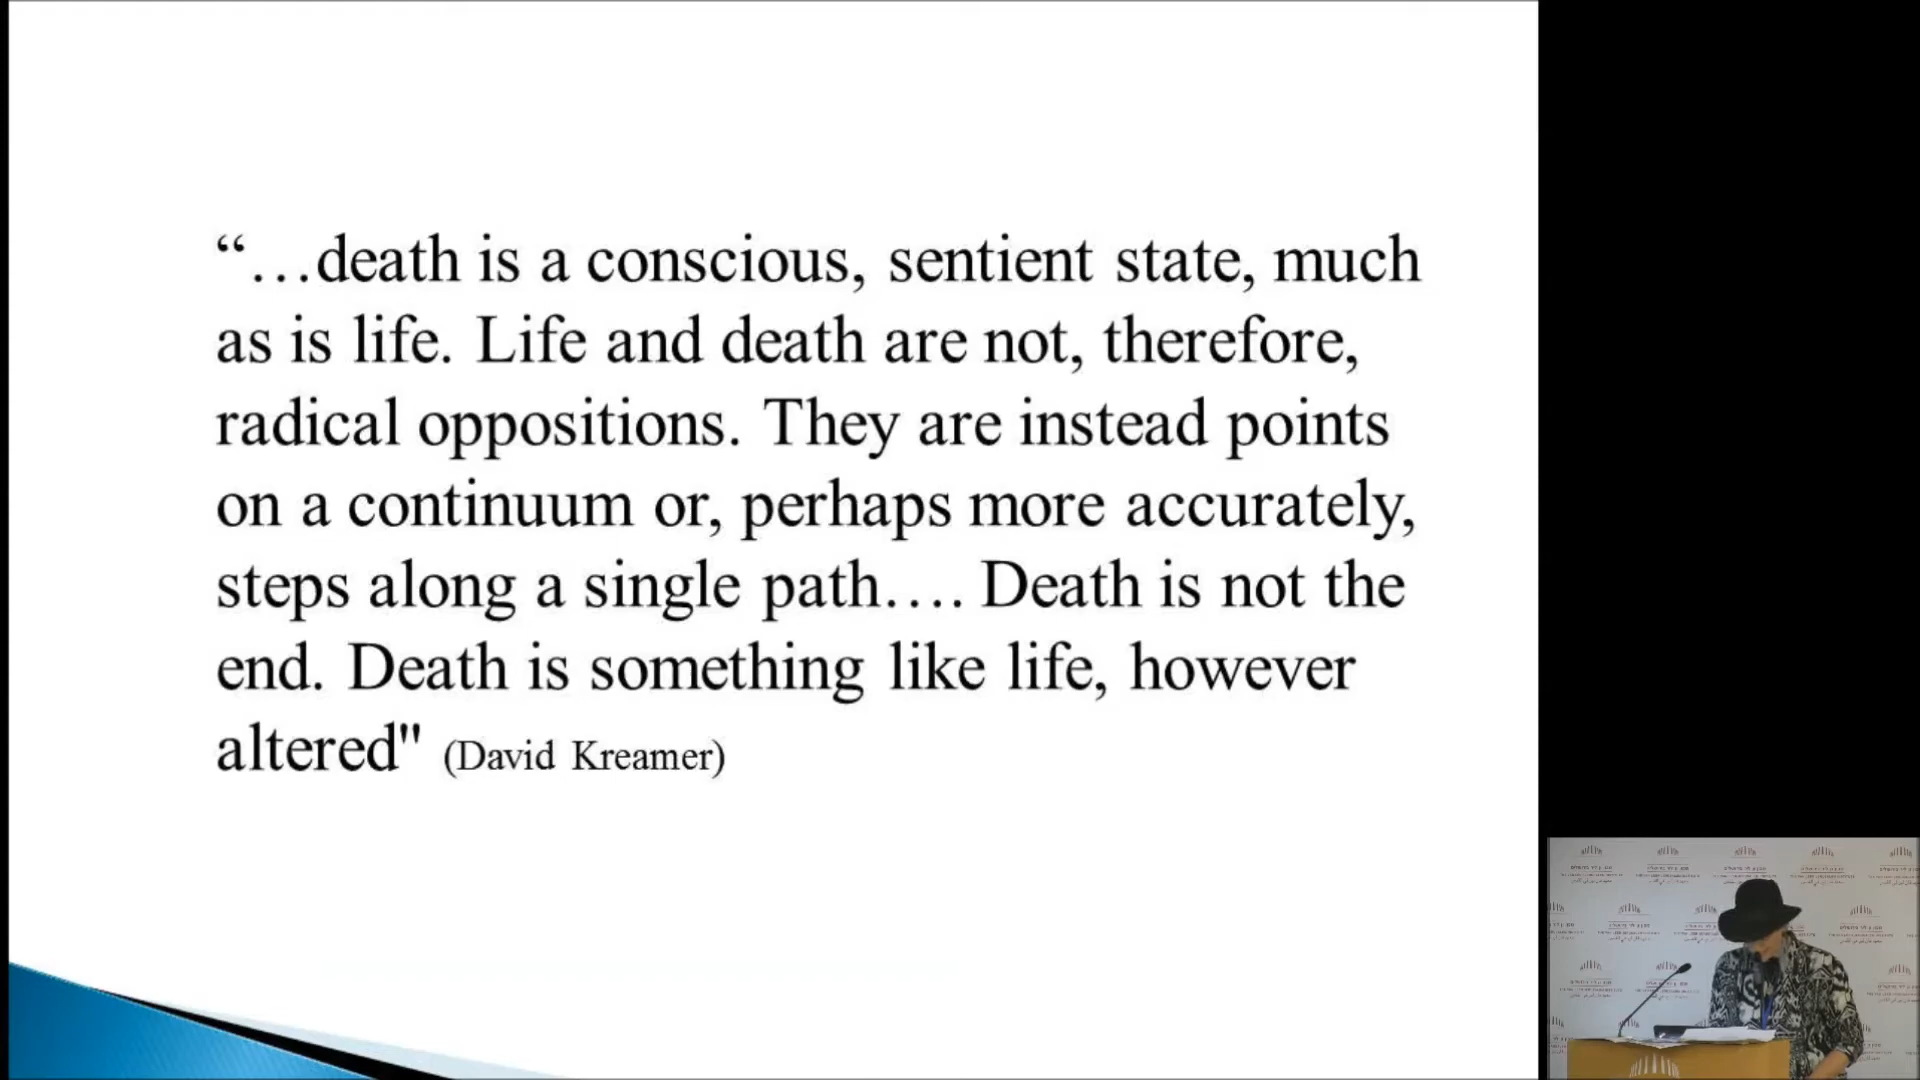 “…death is a conscious, sentient state, much
as is life. Life and death are not, therefore,
radical oppositions. They are instead points
on a continuum or, perhaps more accurately,
steps along a single path…. Death is not the
end. Death is something like life, however
altered" (David Kreamer)